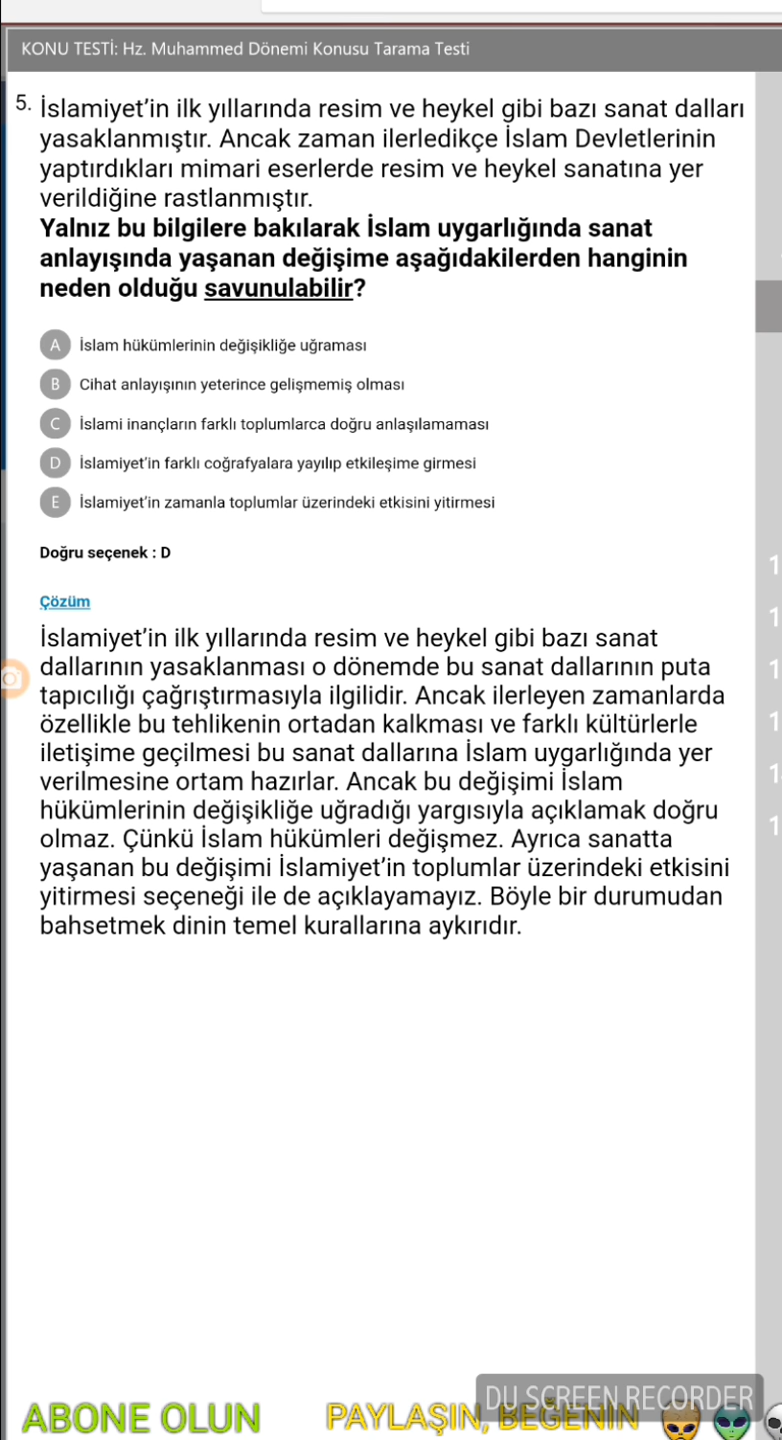 KONU TESTİ: Hz. Muhammed Dönemi Konusu Tarama Testi
5. İslamiyet'in ilk yıllarında resim ve heykel gibi bazı sanat dalları
yasaklanmıştır. Ancak zaman ilerledikçe İslam Devletlerinin
yaptırdıkları mimari eserlerde resim ve heykel sanatına yer
verildiğine rastlanmıştır.
Yalnız bu bilgilere bakılarak İslam uygarlığında sanat
anlayışında yaşanan değişime aşağıdakilerden hanginin
neden olduğu savunulabilir?
A İslam hükümlerinin değişikliğe uğraması
B Cihat anlayışının yeterince gelişmemiş olması
C İslami inançların farklı toplumlarca doğru anlaşılamaması
D İslamiyet'in farklı coğrafyalara yayılıp etkileşime girmesi
E İslamiyet'in zamanla toplumlar üzerindeki etkisini yitirmesi
Doğru seçenek : D
Çözüm
İslamiyet'in ilk yıllarında resim ve heykel gibi bazı sanat
dallarının yasaklanması o dönemde bu sanat dallarının puta
tapıcılığı çağrıştırmasıyla ilgilidir. Ancak ilerleyen zamanlarda
özellikle bu tehlikenin ortadan kalkması ve farklı kültürlerle
iletişime geçilmesi bu sanat dallarına İslam uygarlığında yer
verilmesine ortam hazırlar. Ancak bu değişimi İslam
hükümlerinin değişikliğe uğradığı yargısıyla açıklamak doğru
olmaz. Çünkü İslam hükümleri değişmez. Ayrıca sanatta
yaşanan bu değişimi İslamiyet'in toplumlar üzerindeki etkisini
yitirmesi seçeneği ile de açıklayamayız. Böyle bir durumudan
bahsetmek dinin temel kurallarına aykırıdır.
1
1
1
1
1
1
DU SCREEN RECORDER
ABONE OLUN PAYLAŞIN, BEĞENİN